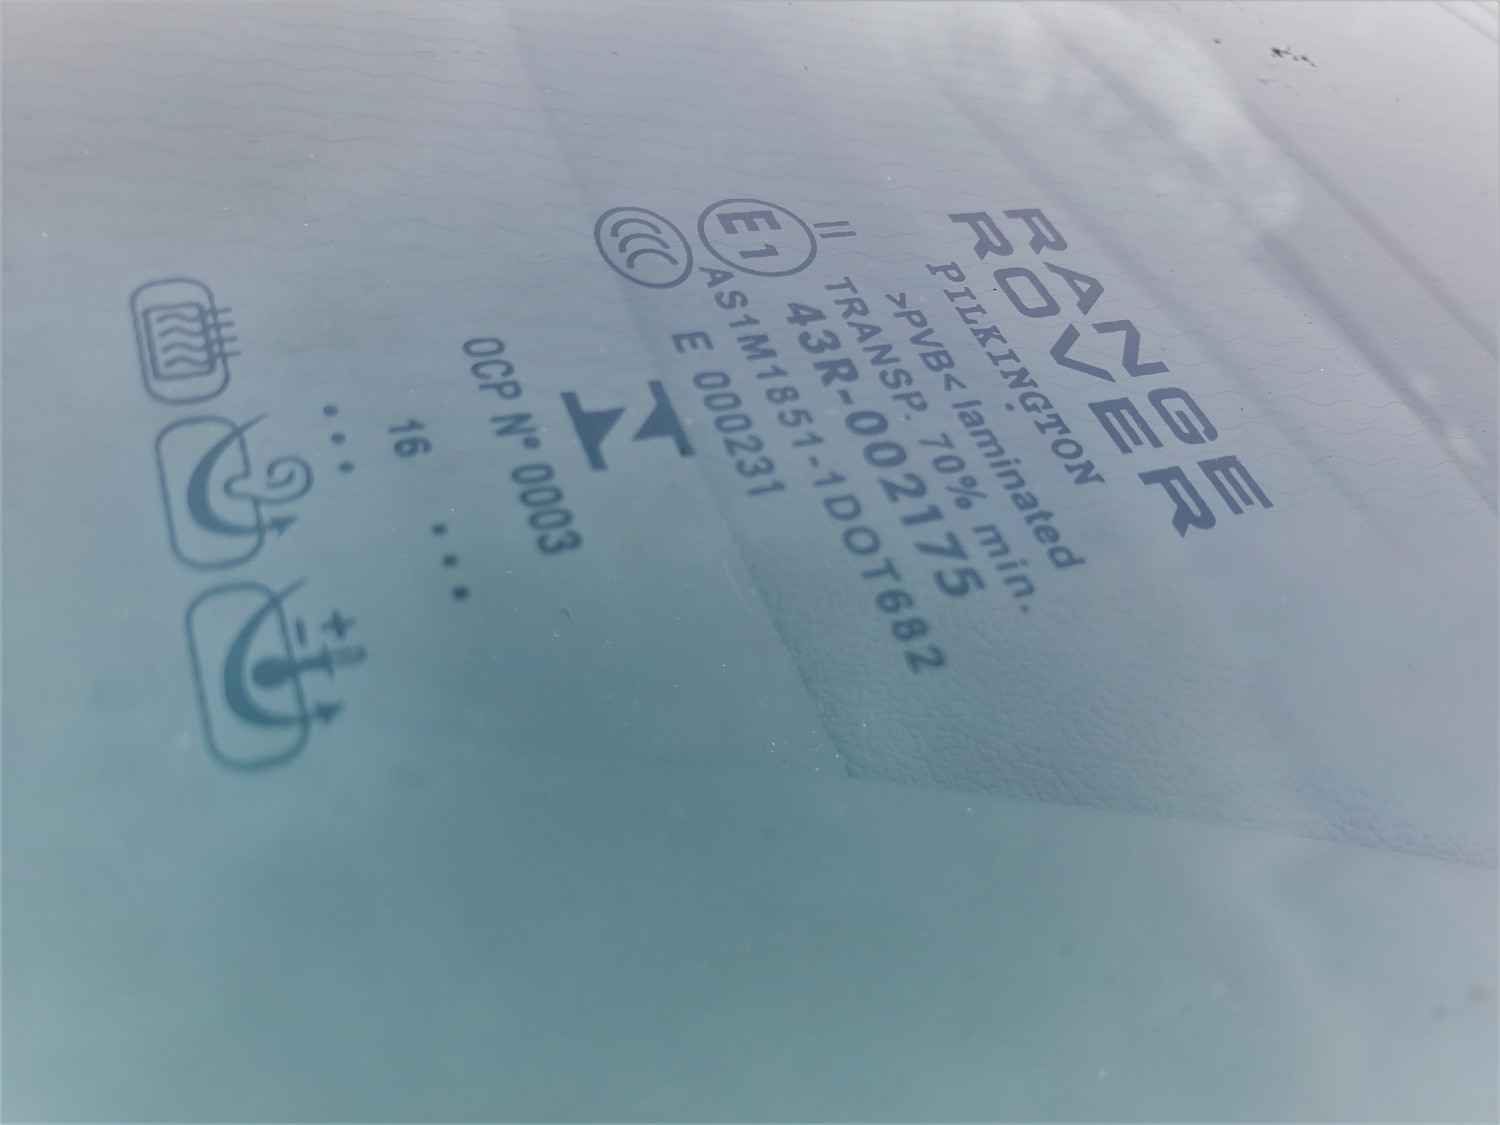 RANGE
ROVER
PILKINGTON
>PVB< laminated
TRANSP. 70% min.
II
43R-002175
E1
AS1M1851-1DOT682
CCC
E 000231
OCP N° 0003
16